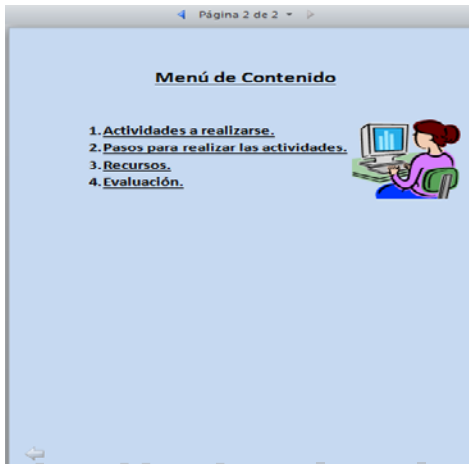 Página 2 de 2
Menú de Contenido
1. Actividades a realizarse.
2. Pasos para realizar las actividades.
3. Recursos.
4. Evaluación.